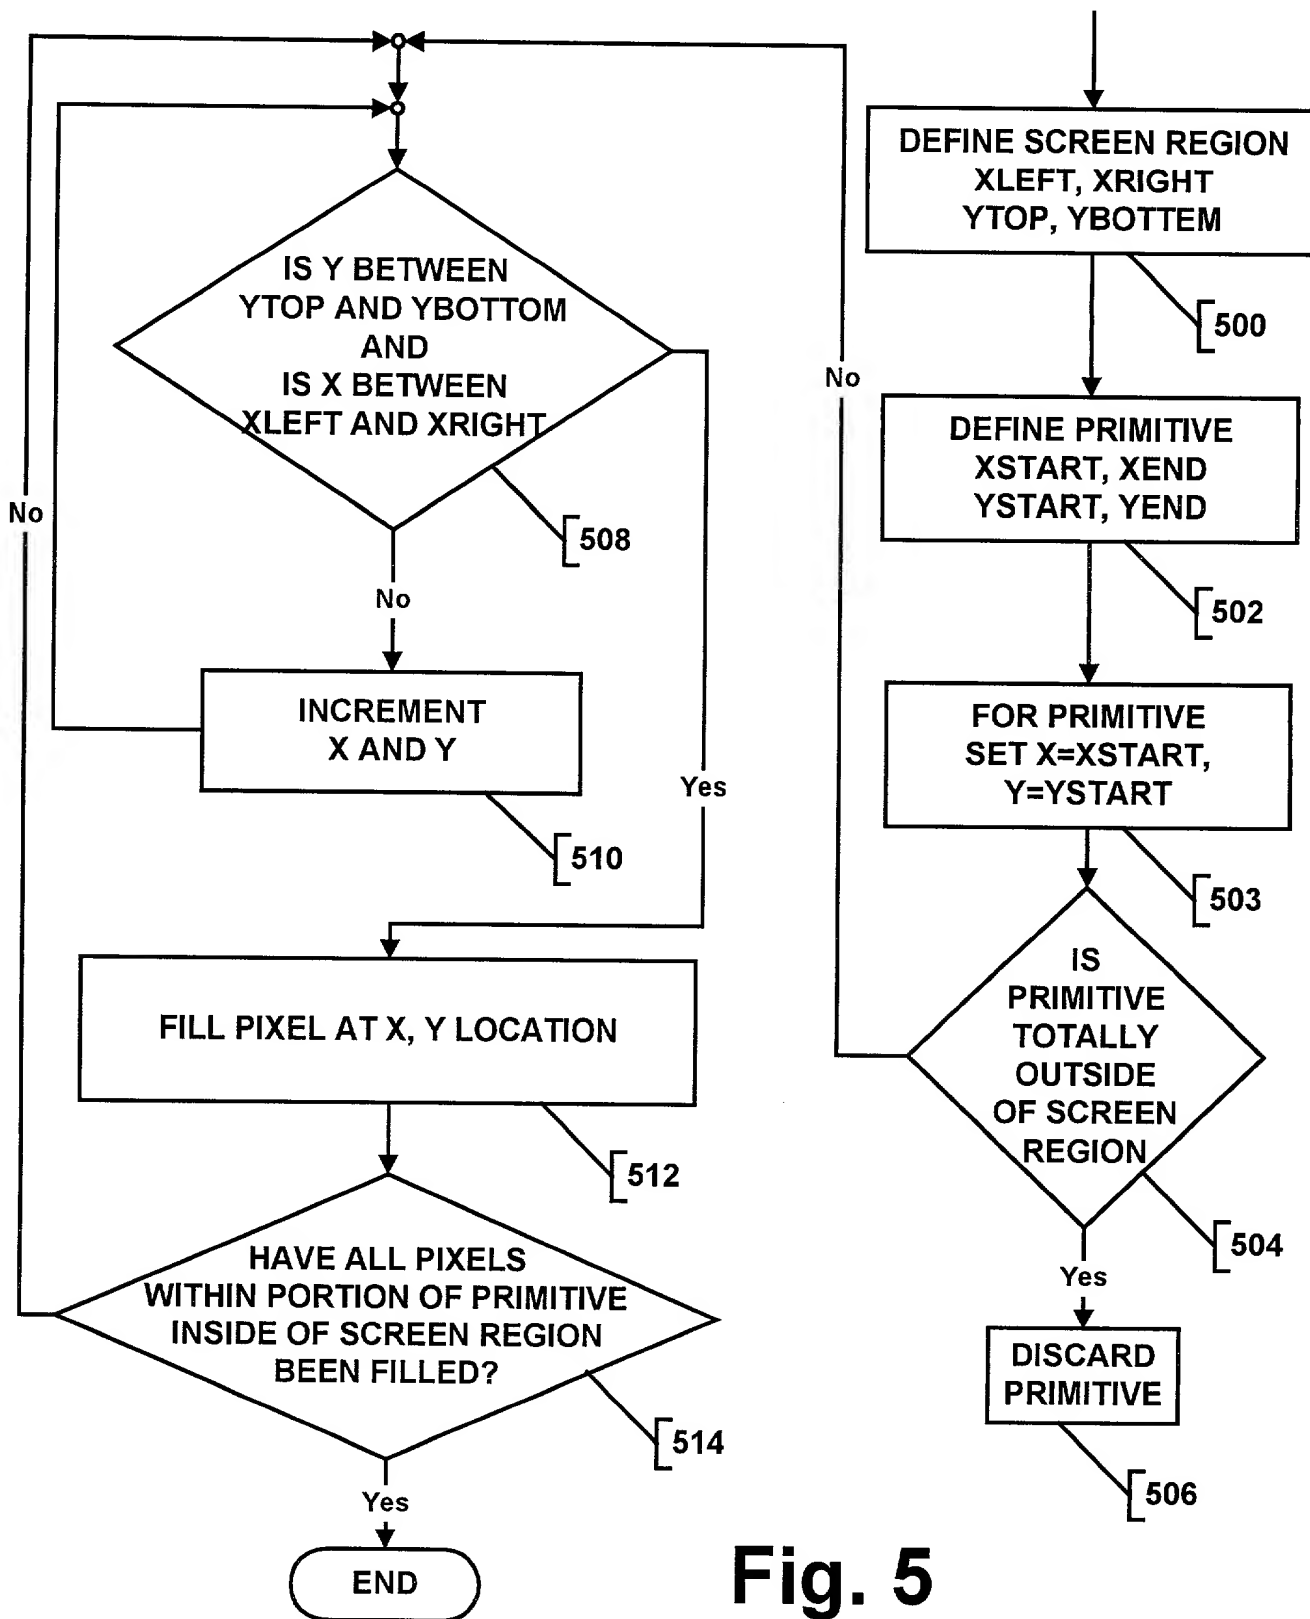 DEFINE SCREEN REGION
XLEFT, XRIGHT
YTOP, YBOTTEM
500
DEFINE PRIMITIVE
XSTART, XEND
YSTART, YEND
502
FOR PRIMITIVE
SET X=XSTART,
Y=YSTART
503
IS
PRIMITIVE
TOTALLY
OUTSIDE
OF SCREEN
REGION
504
No
Yes
DISCARD
PRIMITIVE
506
IS Y BETWEEN
YTOP AND YBOTTOM
AND
IS X BETWEEN
XLEFT AND XRIGHT
508
No
INCREMENT
X AND Y
510
Yes
FILL PIXEL AT X, Y LOCATION
512
HAVE ALL PIXELS
WITHIN PORTION OF PRIMITIVE
INSIDE OF SCREEN REGION
BEEN FILLED?
514
No
Yes
END
Fig. 5